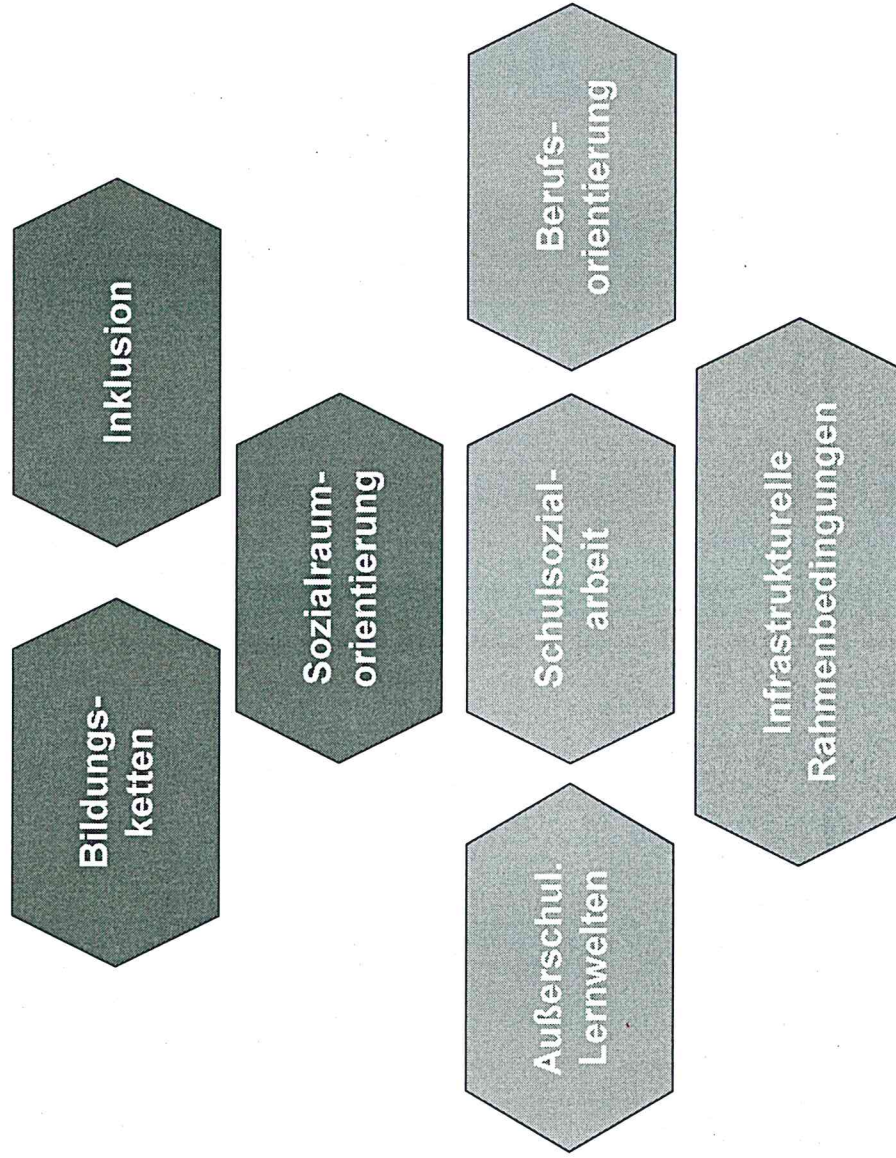 Bildungs-
ketten
Inklusion
Sozialraum-
orientierung
Außerschul.
Lernwelten
Schulsozial-
arbeit
Berufs-
orientierung
Infrastrukturelle
Rahmenbedingungen